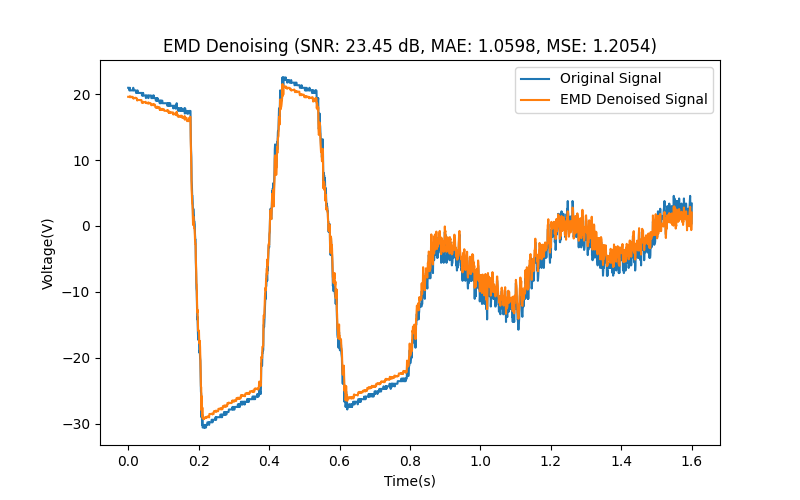 EMD Denoising (SNR: 23.45 dB, MAE: 1.0598, MSE: 1.2054)
Original Signal
EMD Denoised Signal
Voltage(V)
20
10
0
−10
−20
−30
0.0 0.2 0.4 0.6 0.8 1.0 1.2 1.4 1.6
Time(s)